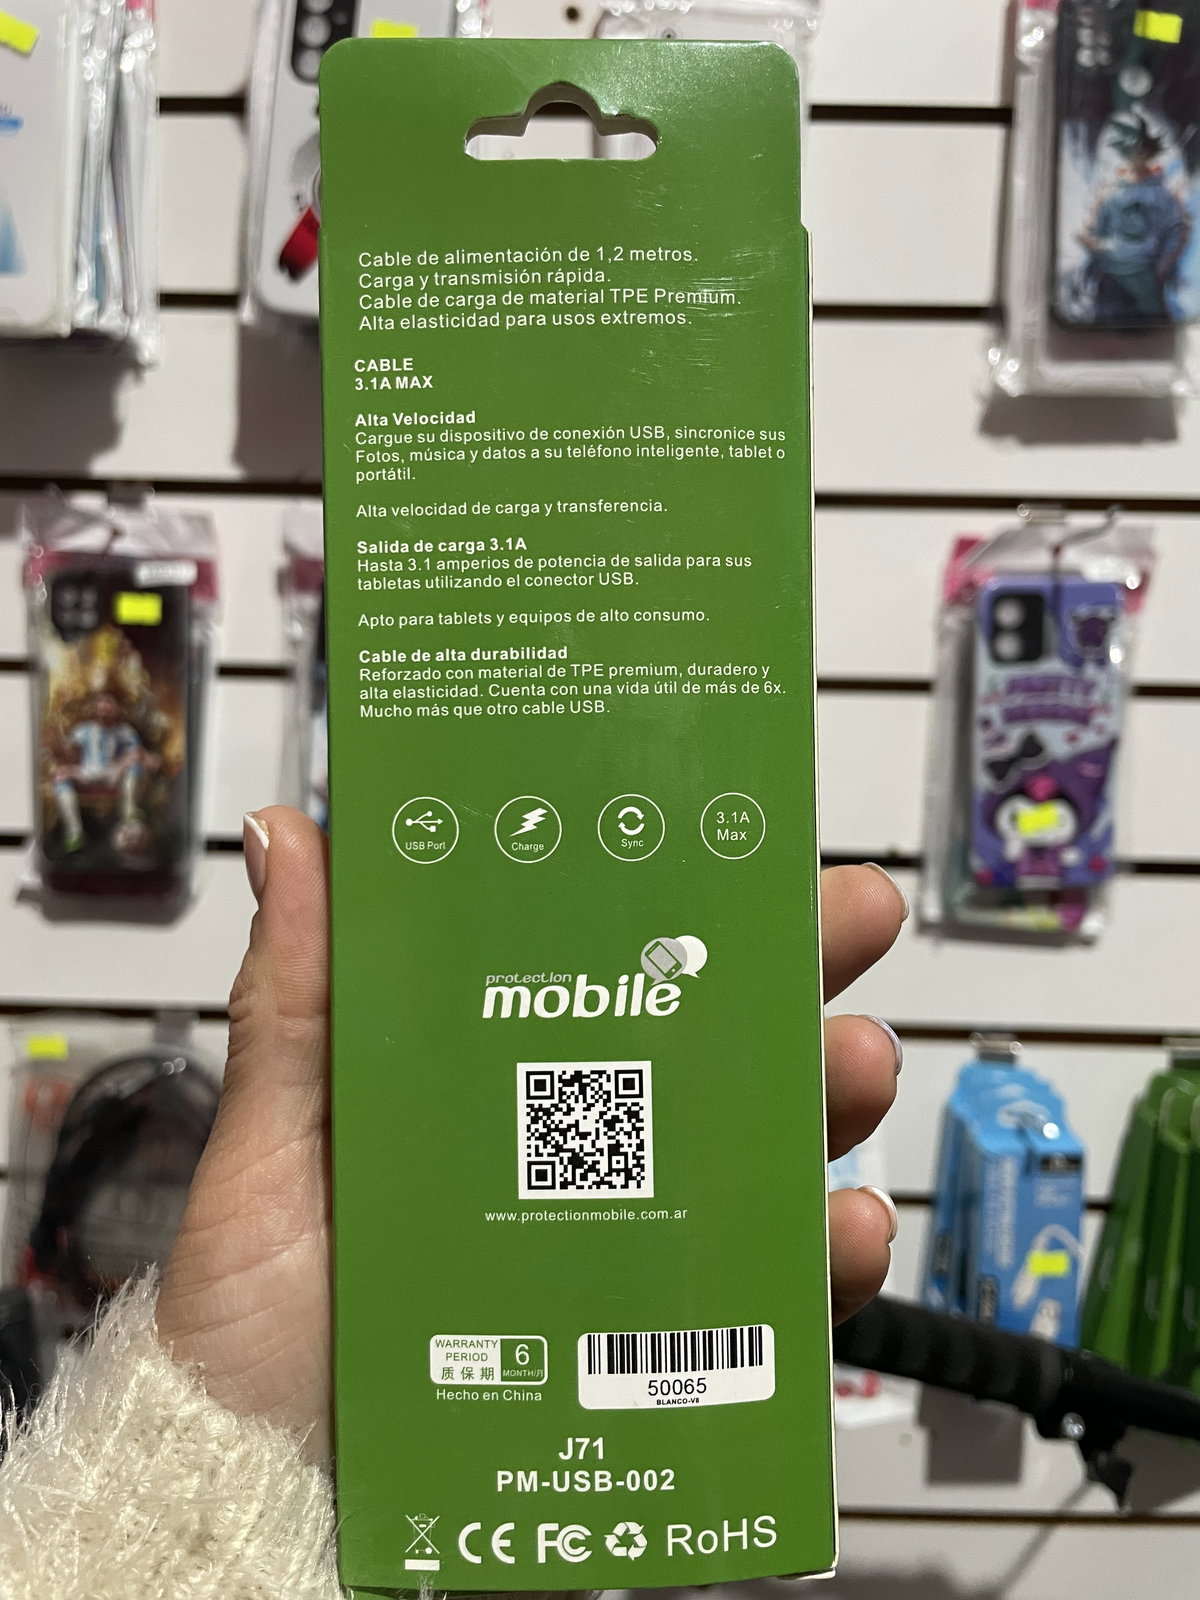 Cable de alimentación de 1,2 metros.
Carga y transmisión rápida.
Cable de carga de material TPE Premium.
Alta elasticidad para usos extremos.
CABLE
3.1A MAX
Alta Velocidad
Cargue su dispositivo de conexión USB, sincronice sus
Fotos, música y datos a su teléfono inteligente, tablet o
portátil.
Alta velocidad de carga y transferencia.
Salida de carga 3.1A
Hasta 3.1 amperios de potencia de salida para sus
tabletas utilizando el conector USB.
Apto para tablets y equipos de alto consumo.
Cable de alta durabilidad
Reforzado con material de TPE premium, duradero y
alta elasticidad. Cuenta con una vida útil de más de 6x.
Mucho más que otro cable USB.
USB Port
Charge
Sync
3.1A
Max
protection
mobile
www.protectionmobile.com.ar
WARRANTY
PERIOD
质保期
6
MONTH/月
Hecho en China
50065
BLANCO-V8
J71
PM-USB-002
CE FC RoHS